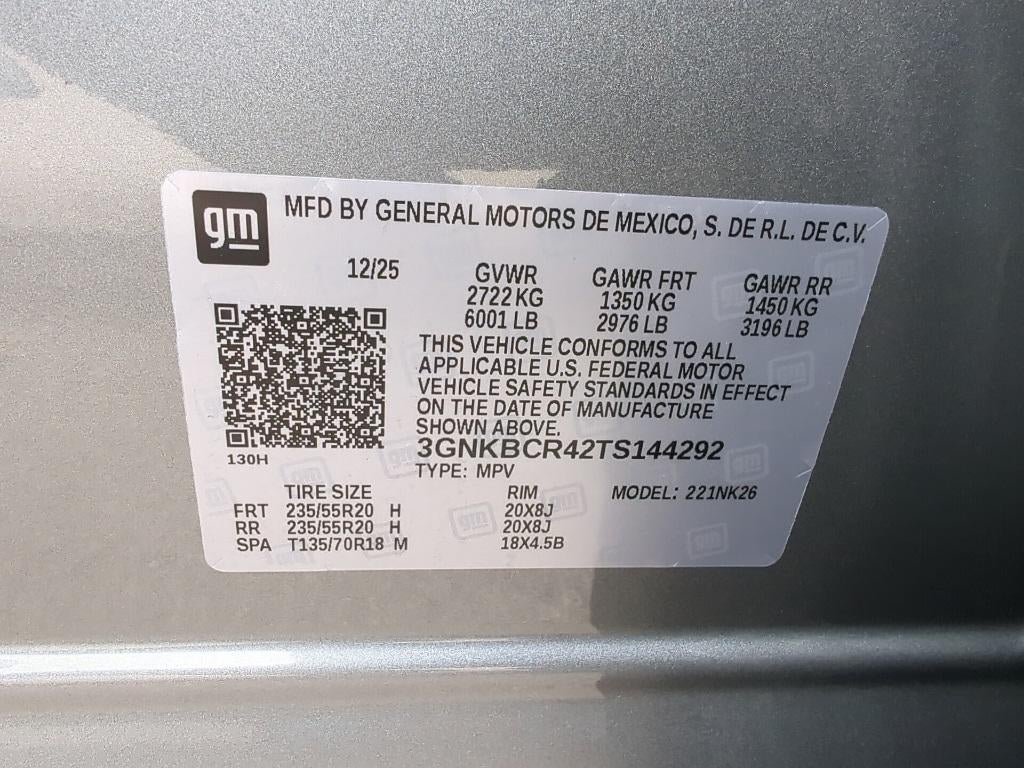 gm
MFD BY GENERAL MOTORS DE MEXICO, S. DE R.L. DE C.V.
12/25 GVWR GAWR FRT GAWR RR
2722 KG 1350 KG 1450 KG
6001 LB 2976 LB 3196 LB
THIS VEHICLE CONFORMS TO ALL
APPLICABLE U.S. FEDERAL MOTOR
VEHICLE SAFETY STANDARDS IN EFFECT
ON THE DATE OF MANUFACTURE
SHOWN ABOVE.
3GNKBCR42TS144292
130H
TYPE: MPV
TIRE SIZE RIM MODEL: 221NK26
FRT 235/55R20 H 20X8J
RR 235/55R20 H 20X8J
SPA T135/70R18 M 18X4.5B